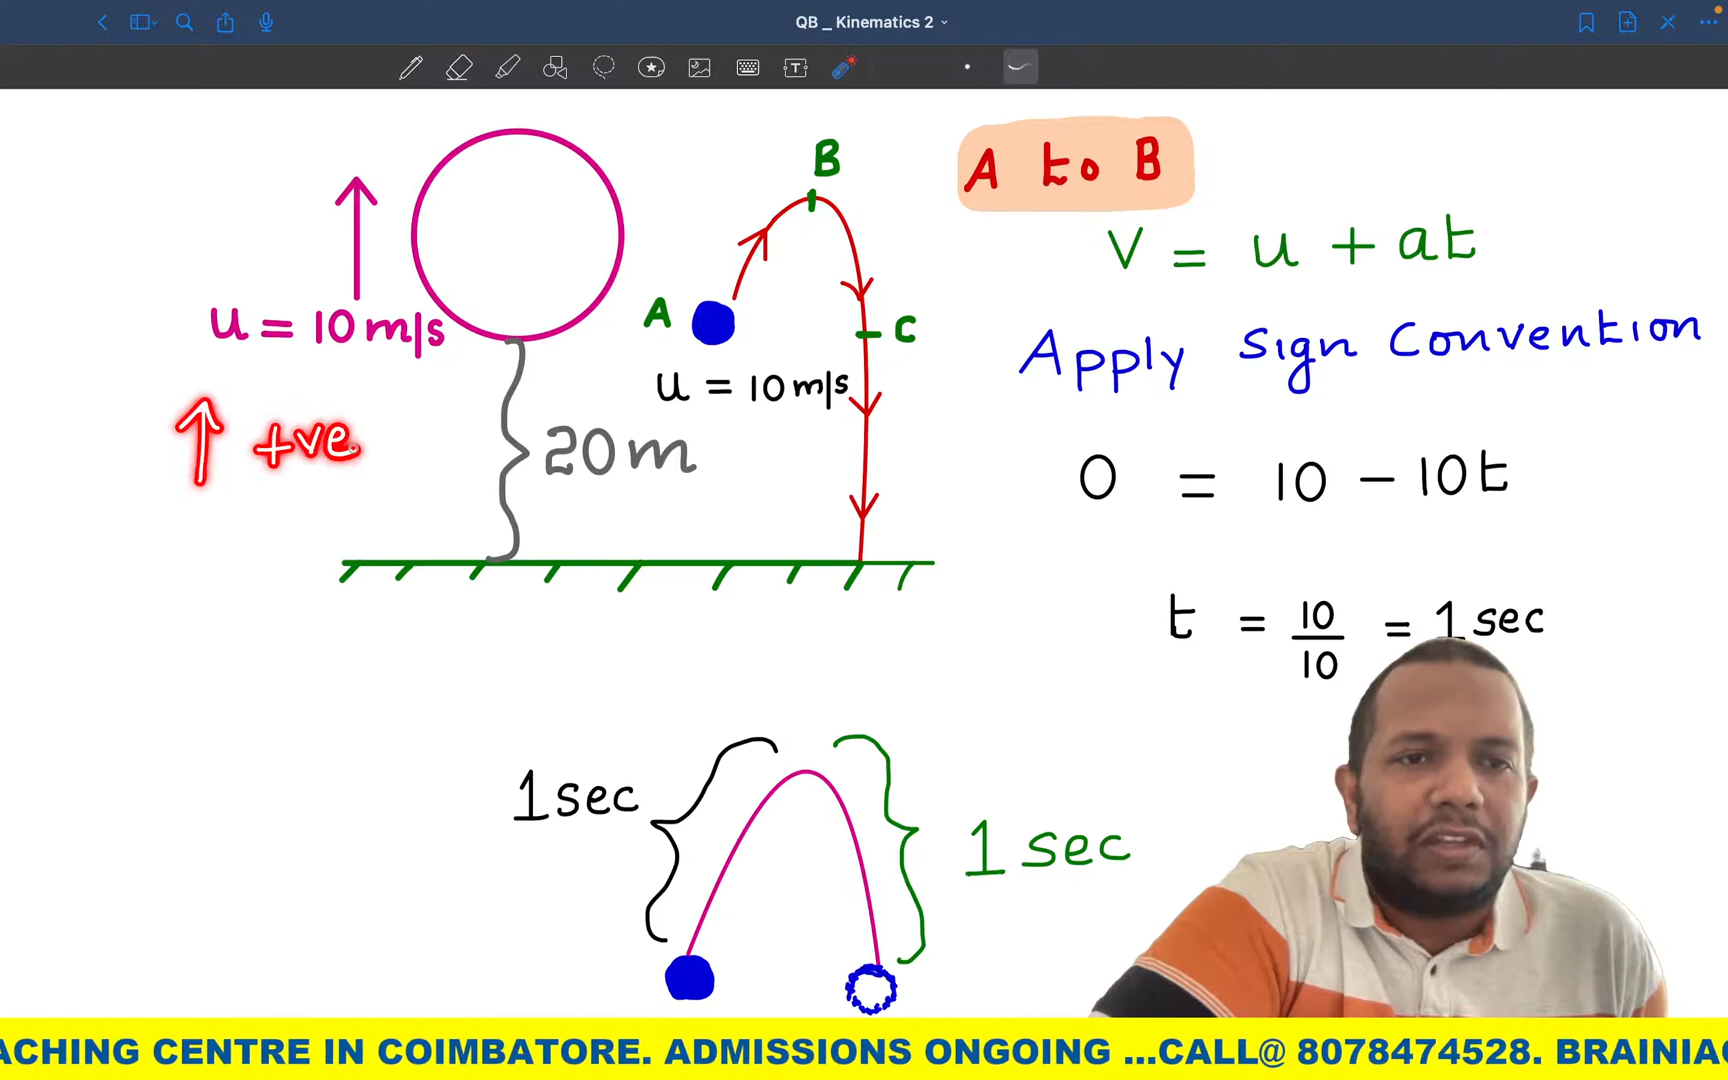 QB _ Kinematics 2
B
A to B
V = u + at
A
C
u = 10 m/s
u = 10 m/s
Apply Sign Convention
↑ +ve
20 m
0 = 10 - 10t
t = 10/10 = 1 sec
1 sec
1 sec
ACHING CENTRE IN COIMBATORE. ADMISSIONS ONGOING ...CALL@ 8078474528. BRAINIAC